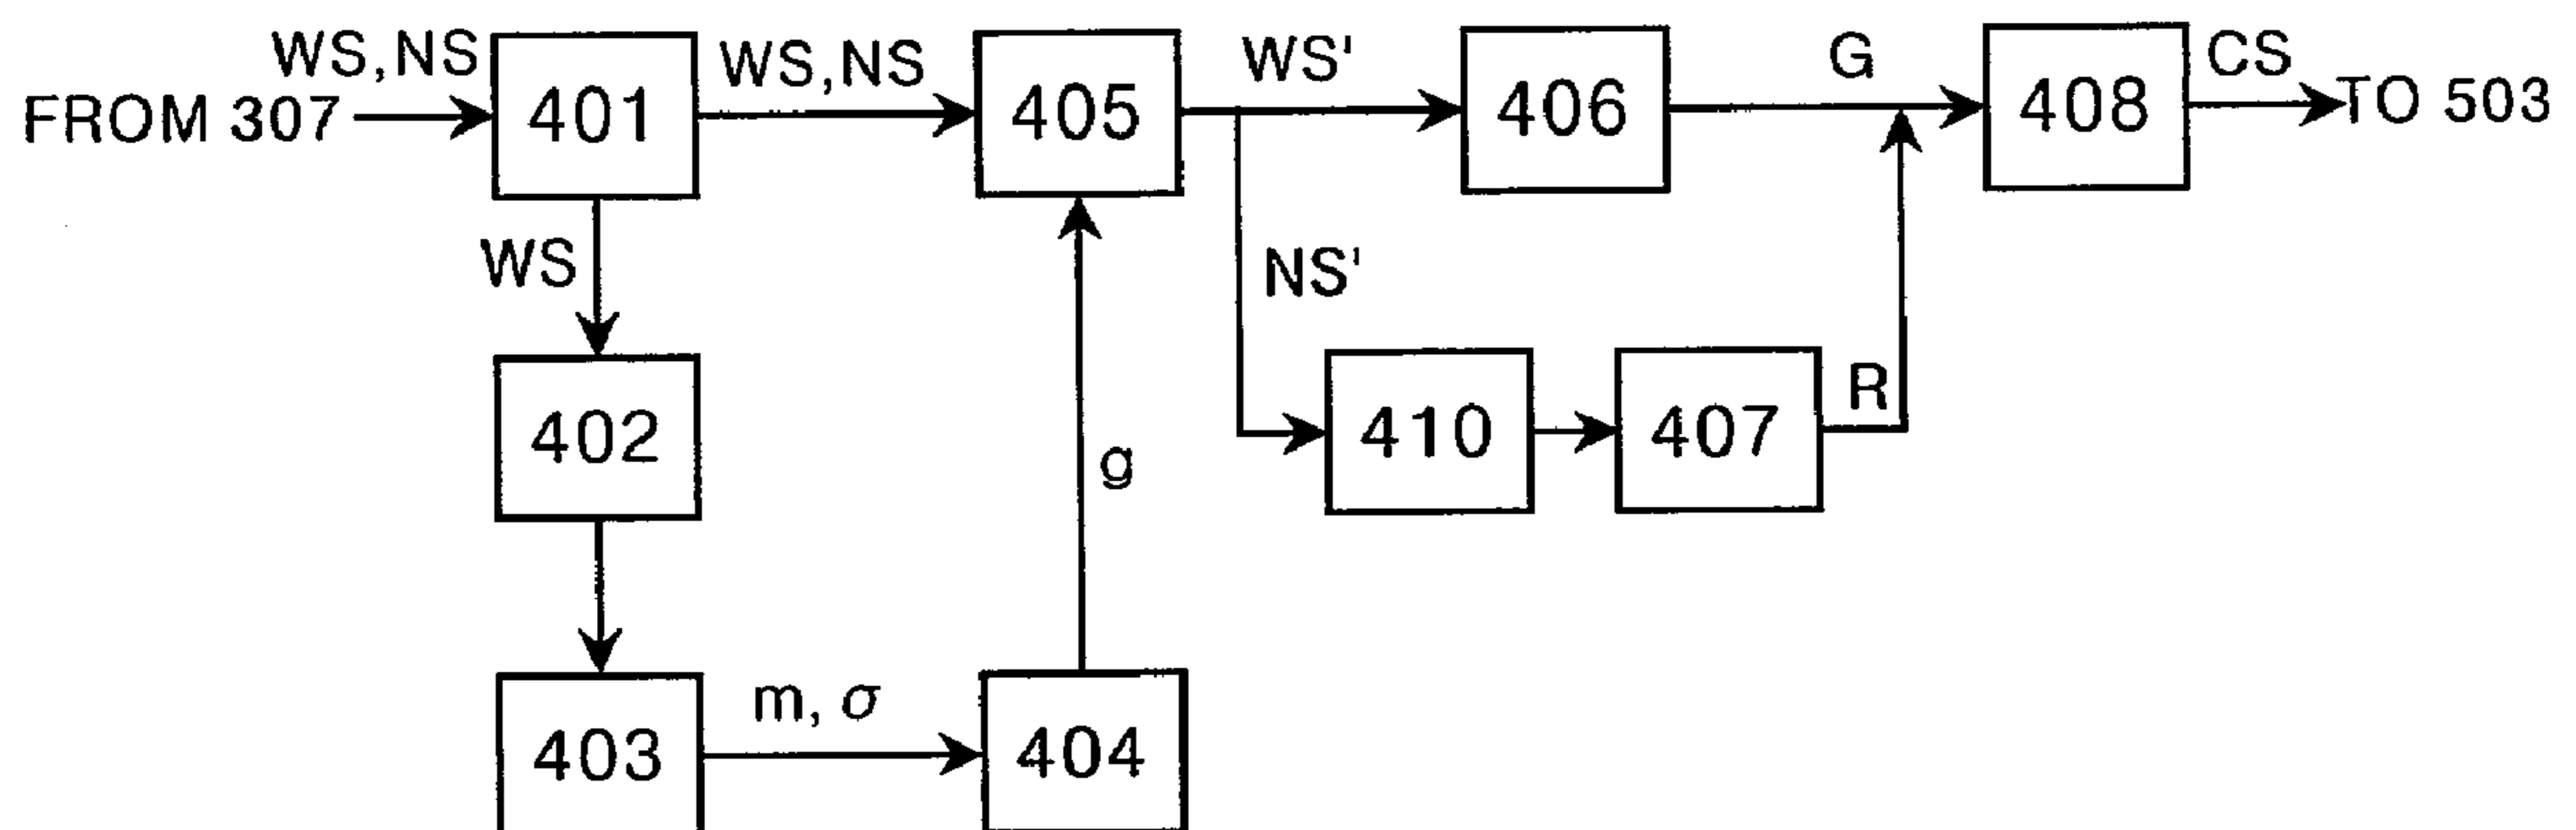 WS,NS
FROM 307
401
WS,NS
405
WS'
406
G
408
CS
TO 503
WS
NS'
402
g
410
407
R
403
m, σ
404